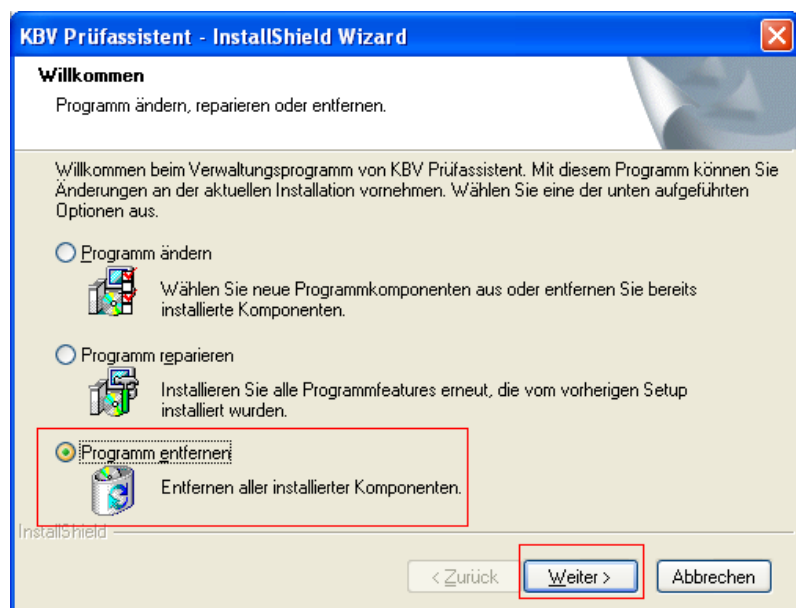 KBV Prüfassistent - InstallShield Wizard
Willkommen
Programm ändern, reparieren oder entfernen.
Willkommen beim Verwaltungsprogramm von KBV Prüfassistent. Mit diesem Programm können Sie
Änderungen an der aktuellen Installation vornehmen. Wählen Sie eine der unten aufgeführten
Optionen aus.
Programm ändern
Wählen Sie neue Programmkomponenten aus oder entfernen Sie bereits
installierte Komponenten.
Programm reparieren
Installieren Sie alle Programmfeatures erneut, die vom vorherigen Setup
installiert wurden.
Programm entfernen
Entfernen aller installierter Komponenten.
InstallShield
< Zurück
Weiter >
Abbrechen